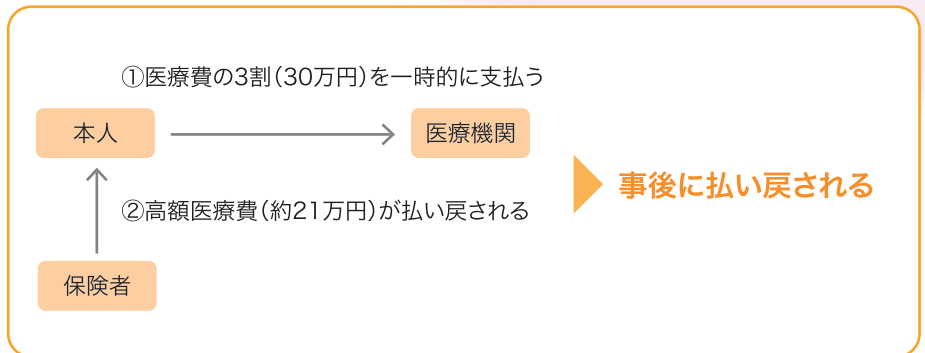 ①医療費の3割（30万円）を一時的に支払う
本人
医療機関
事後に払い戻される
②高額医療費（約21万円）が払い戻される
保険者